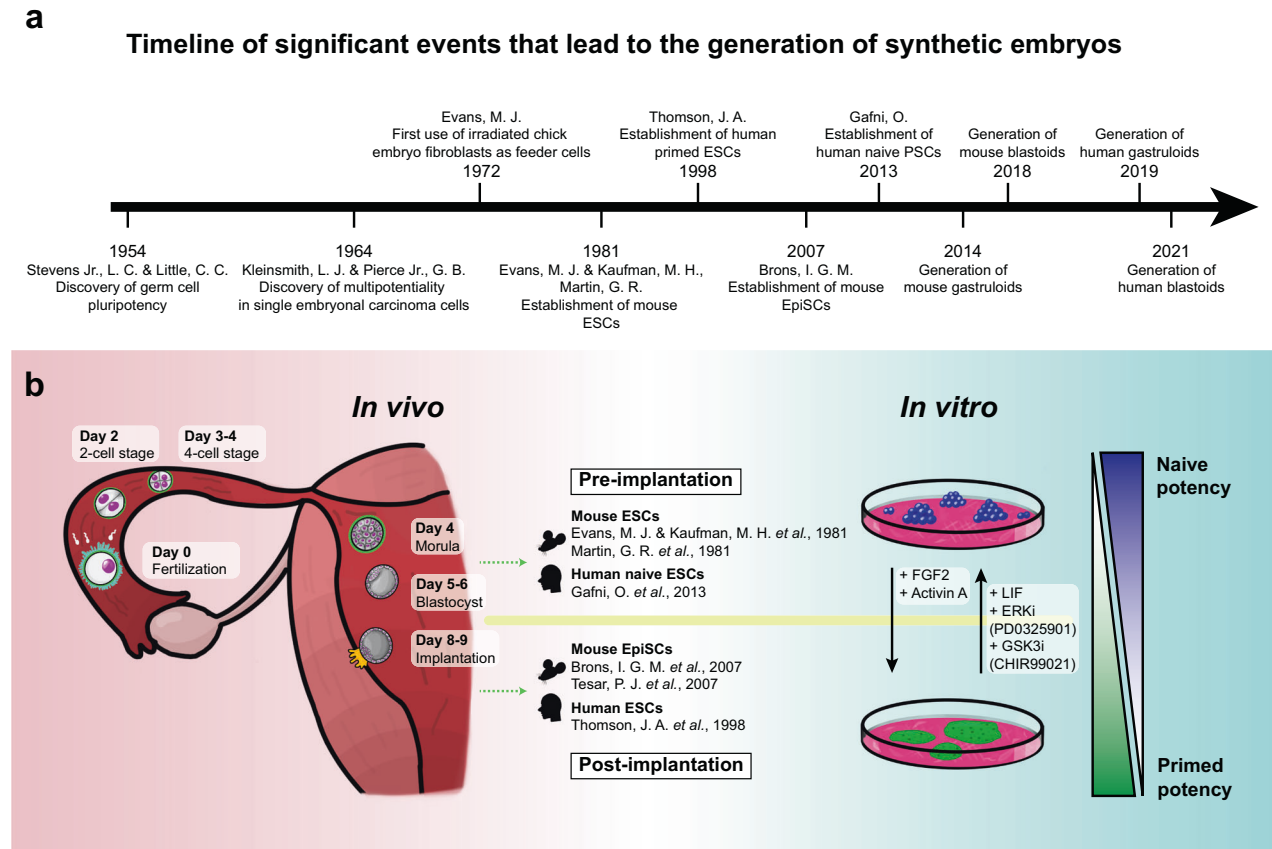 a
Timeline of significant events that lead to the generation of synthetic embryos
Evans, M. J.
First use of irradiated chick
embryo fibroblasts as feeder cells
1972
Thomson, J. A.
Establishment of human
primed ESCs
1998
Gafni, O.
Establishment of
human naive PSCs
2013
Generation of
mouse blastoids
2018
Generation of
human gastruloids
2019
1954
Stevens Jr., L. C. & Little, C. C.
Discovery of germ cell
pluripotency
1964
Kleinsmith, L. J. & Pierce Jr., G. B.
Discovery of multipotentiality
in single embryonal carcinoma cells
1981
Evans, M. J. & Kaufman, M. H.,
Martin, G. R.
Establishment of mouse
ESCs
2007
Brons, I. G. M.
Establishment of mouse
EpiSCs
2014
Generation of
mouse gastruloids
2021
Generation of
human blastoids
b
In vivo
In vitro
Day 2
2-cell stage
Day 3-4
4-cell stage
Day 0
Fertilization
Day 4
Morula
Day 5-6
Blastocyst
Day 8-9
Implantation
Pre-implantation
Mouse ESCs
Evans, M. J. & Kaufman, M. H. et al., 1981
Martin, G. R. et al., 1981
Human naive ESCs
Gafni, O. et al., 2013
Mouse EpiSCs
Brons, I. G. M. et al., 2007
Tesar, P. J. et al., 2007
Human ESCs
Thomson, J. A. et al., 1998
Post-implantation
+ FGF2
+ Activin A
+ LIF
+ ERKi
(PD0325901)
+ GSK3i
(CHIR99021)
Naive
potency
Primed
potency